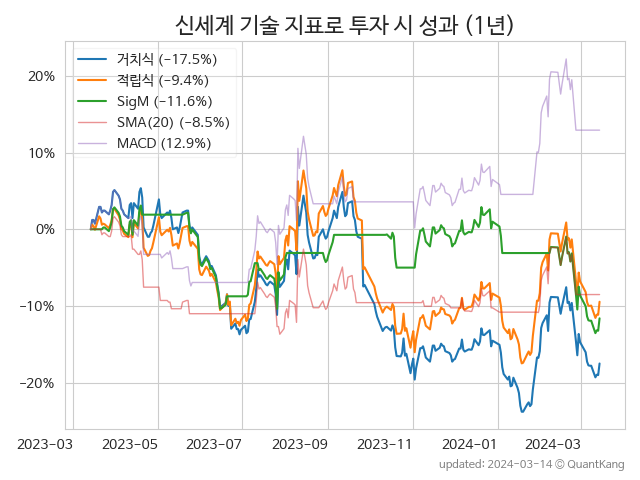 신세계 기술 지표로 투자 시 성과 (1년)
거치식 (−17.5%)
적립식 (−9.4%)
SigM (−11.6%)
SMA(20) (−8.5%)
MACD (12.9%)
20%
10%
0%
−10%
−20%
2023-03 2023-05 2023-07 2023-09 2023-11 2024-01 2024-03
updated: 2024-03-14 © QuantKang